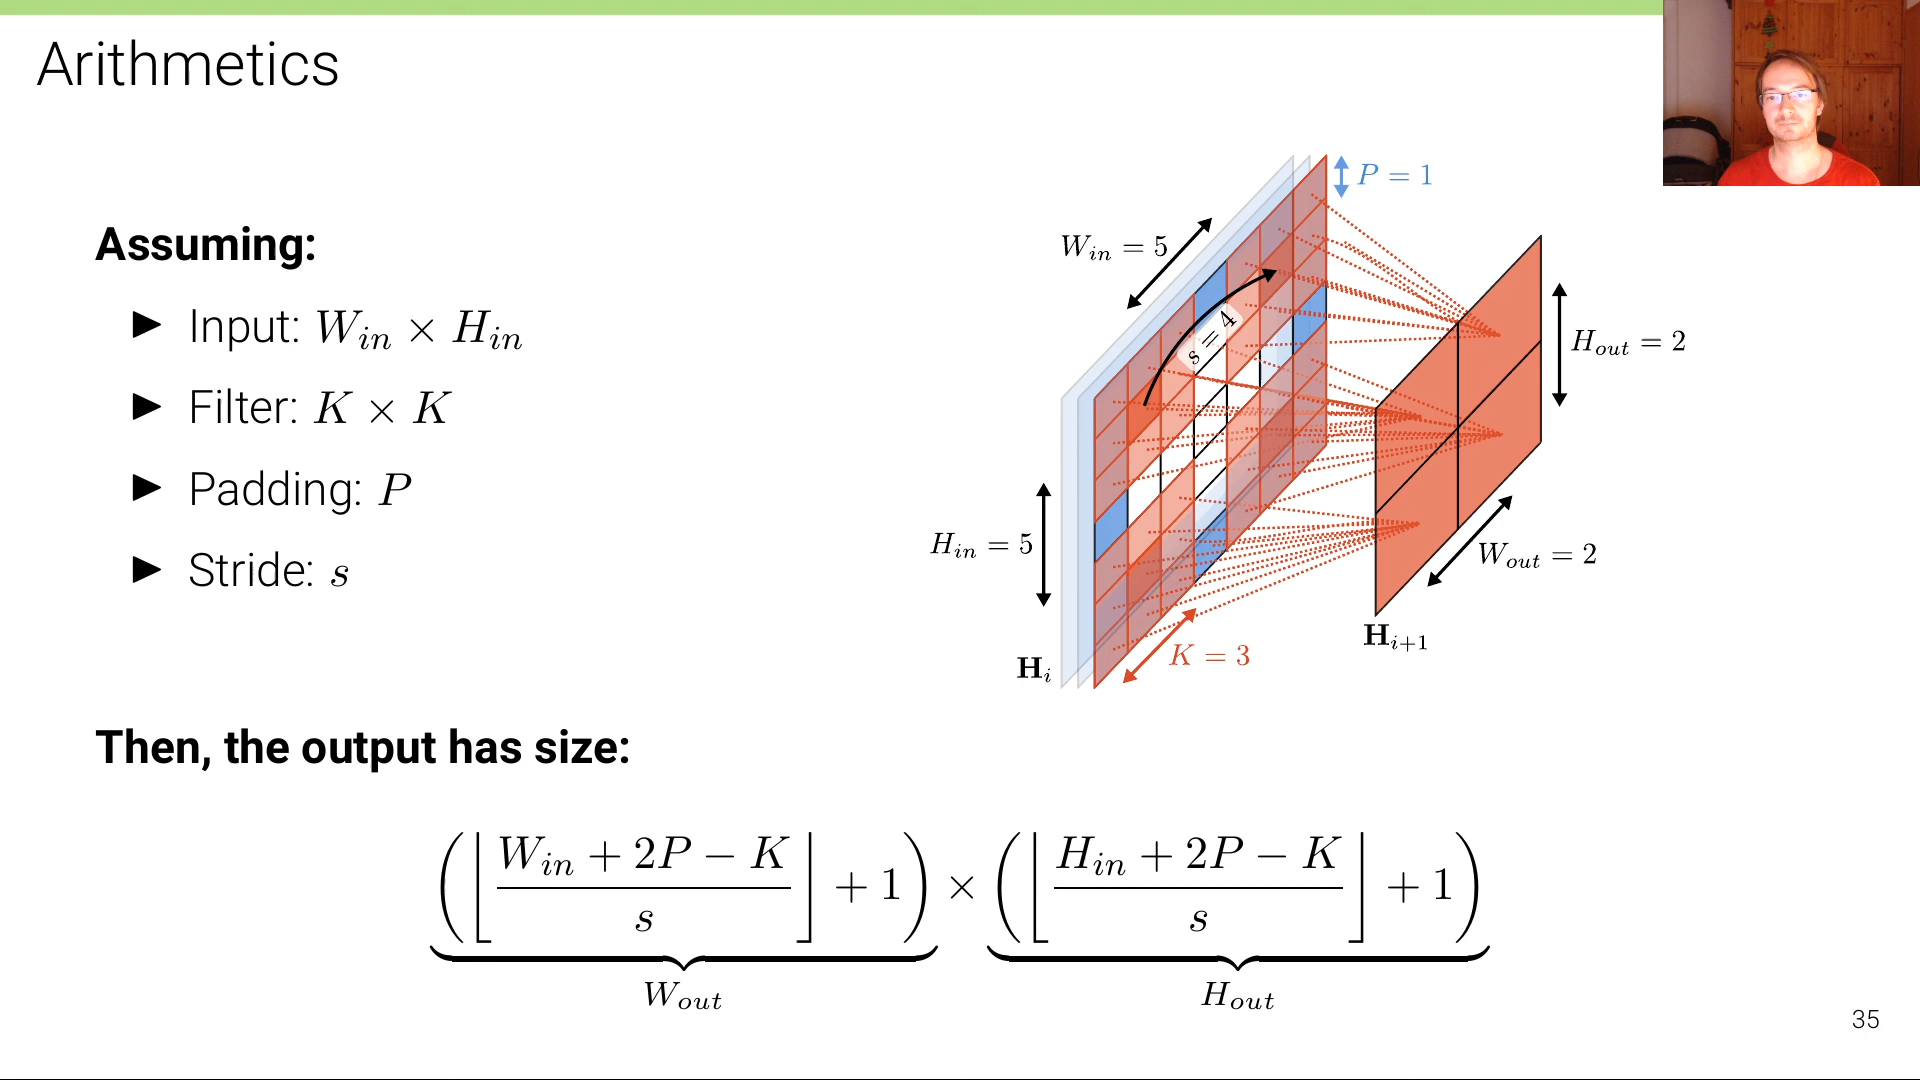 Arithmetics
Assuming:
▶ Input: W_in × H_in
▶ Filter: K × K
▶ Padding: P
▶ Stride: s
P = 1
W_in = 5
s = 4
H_out = 2
H_in = 5
W_out = 2
K = 3
H_i
H_{i+1}
Then, the output has size:
(⌊(W_in + 2P − K)/s⌋ + 1) × (⌊(H_in + 2P − K)/s⌋ + 1)
W_out H_out
35